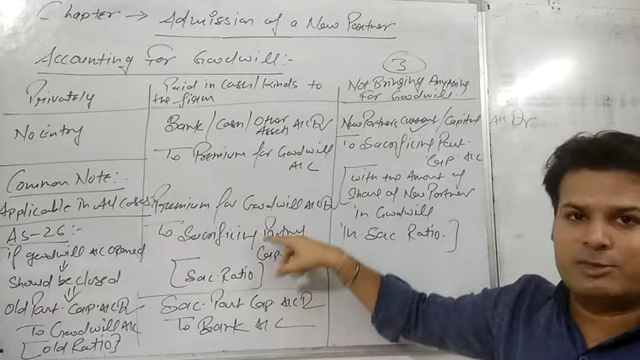 Chapter → Admission of a New Partner
Accounting For Goodwill:-
Privately
No Entry
Common Note:
Applicable In All Cases:
AS-26:-
if goodwill A/c opened
↓
should be closed
⇓
Old Part. Cap. A/c Dr
To Goodwill A/c
[old Ratio]
Paid in Cash/Kinds to
the firm
Bank/Cash/Other
Asset A/c Dr
To Premium for Goodwill
A/C
Premium for Goodwill A/c Dr
To Sacrificing
Cap.
[Sac. Ratio]
Sac. Part Cap. A/c D
To Bank A/C
3
Not Bringing Anything
For Goodwill.
New Partners current/Capital A/c Dr
To Sacrificing Part.
Cap. A/c
[with the Amount of
Share of New Partner
in Goodwill
in Sac Ratio.]